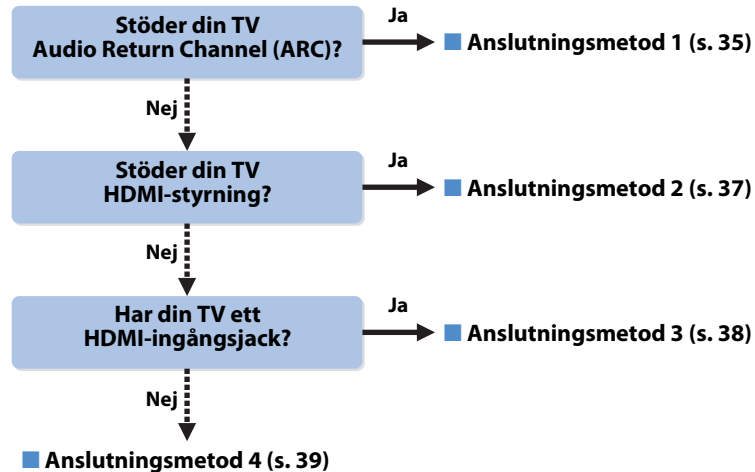 Stöder din TV
Audio Return Channel (ARC)?
Ja
■ Anslutningsmetod 1 (s. 35)
Nej
Stöder din TV
HDMI-styrning?
Ja
■ Anslutningsmetod 2 (s. 37)
Nej
Har din TV ett
HDMI-ingångsjack?
Ja
■ Anslutningsmetod 3 (s. 38)
Nej
■ Anslutningsmetod 4 (s. 39)